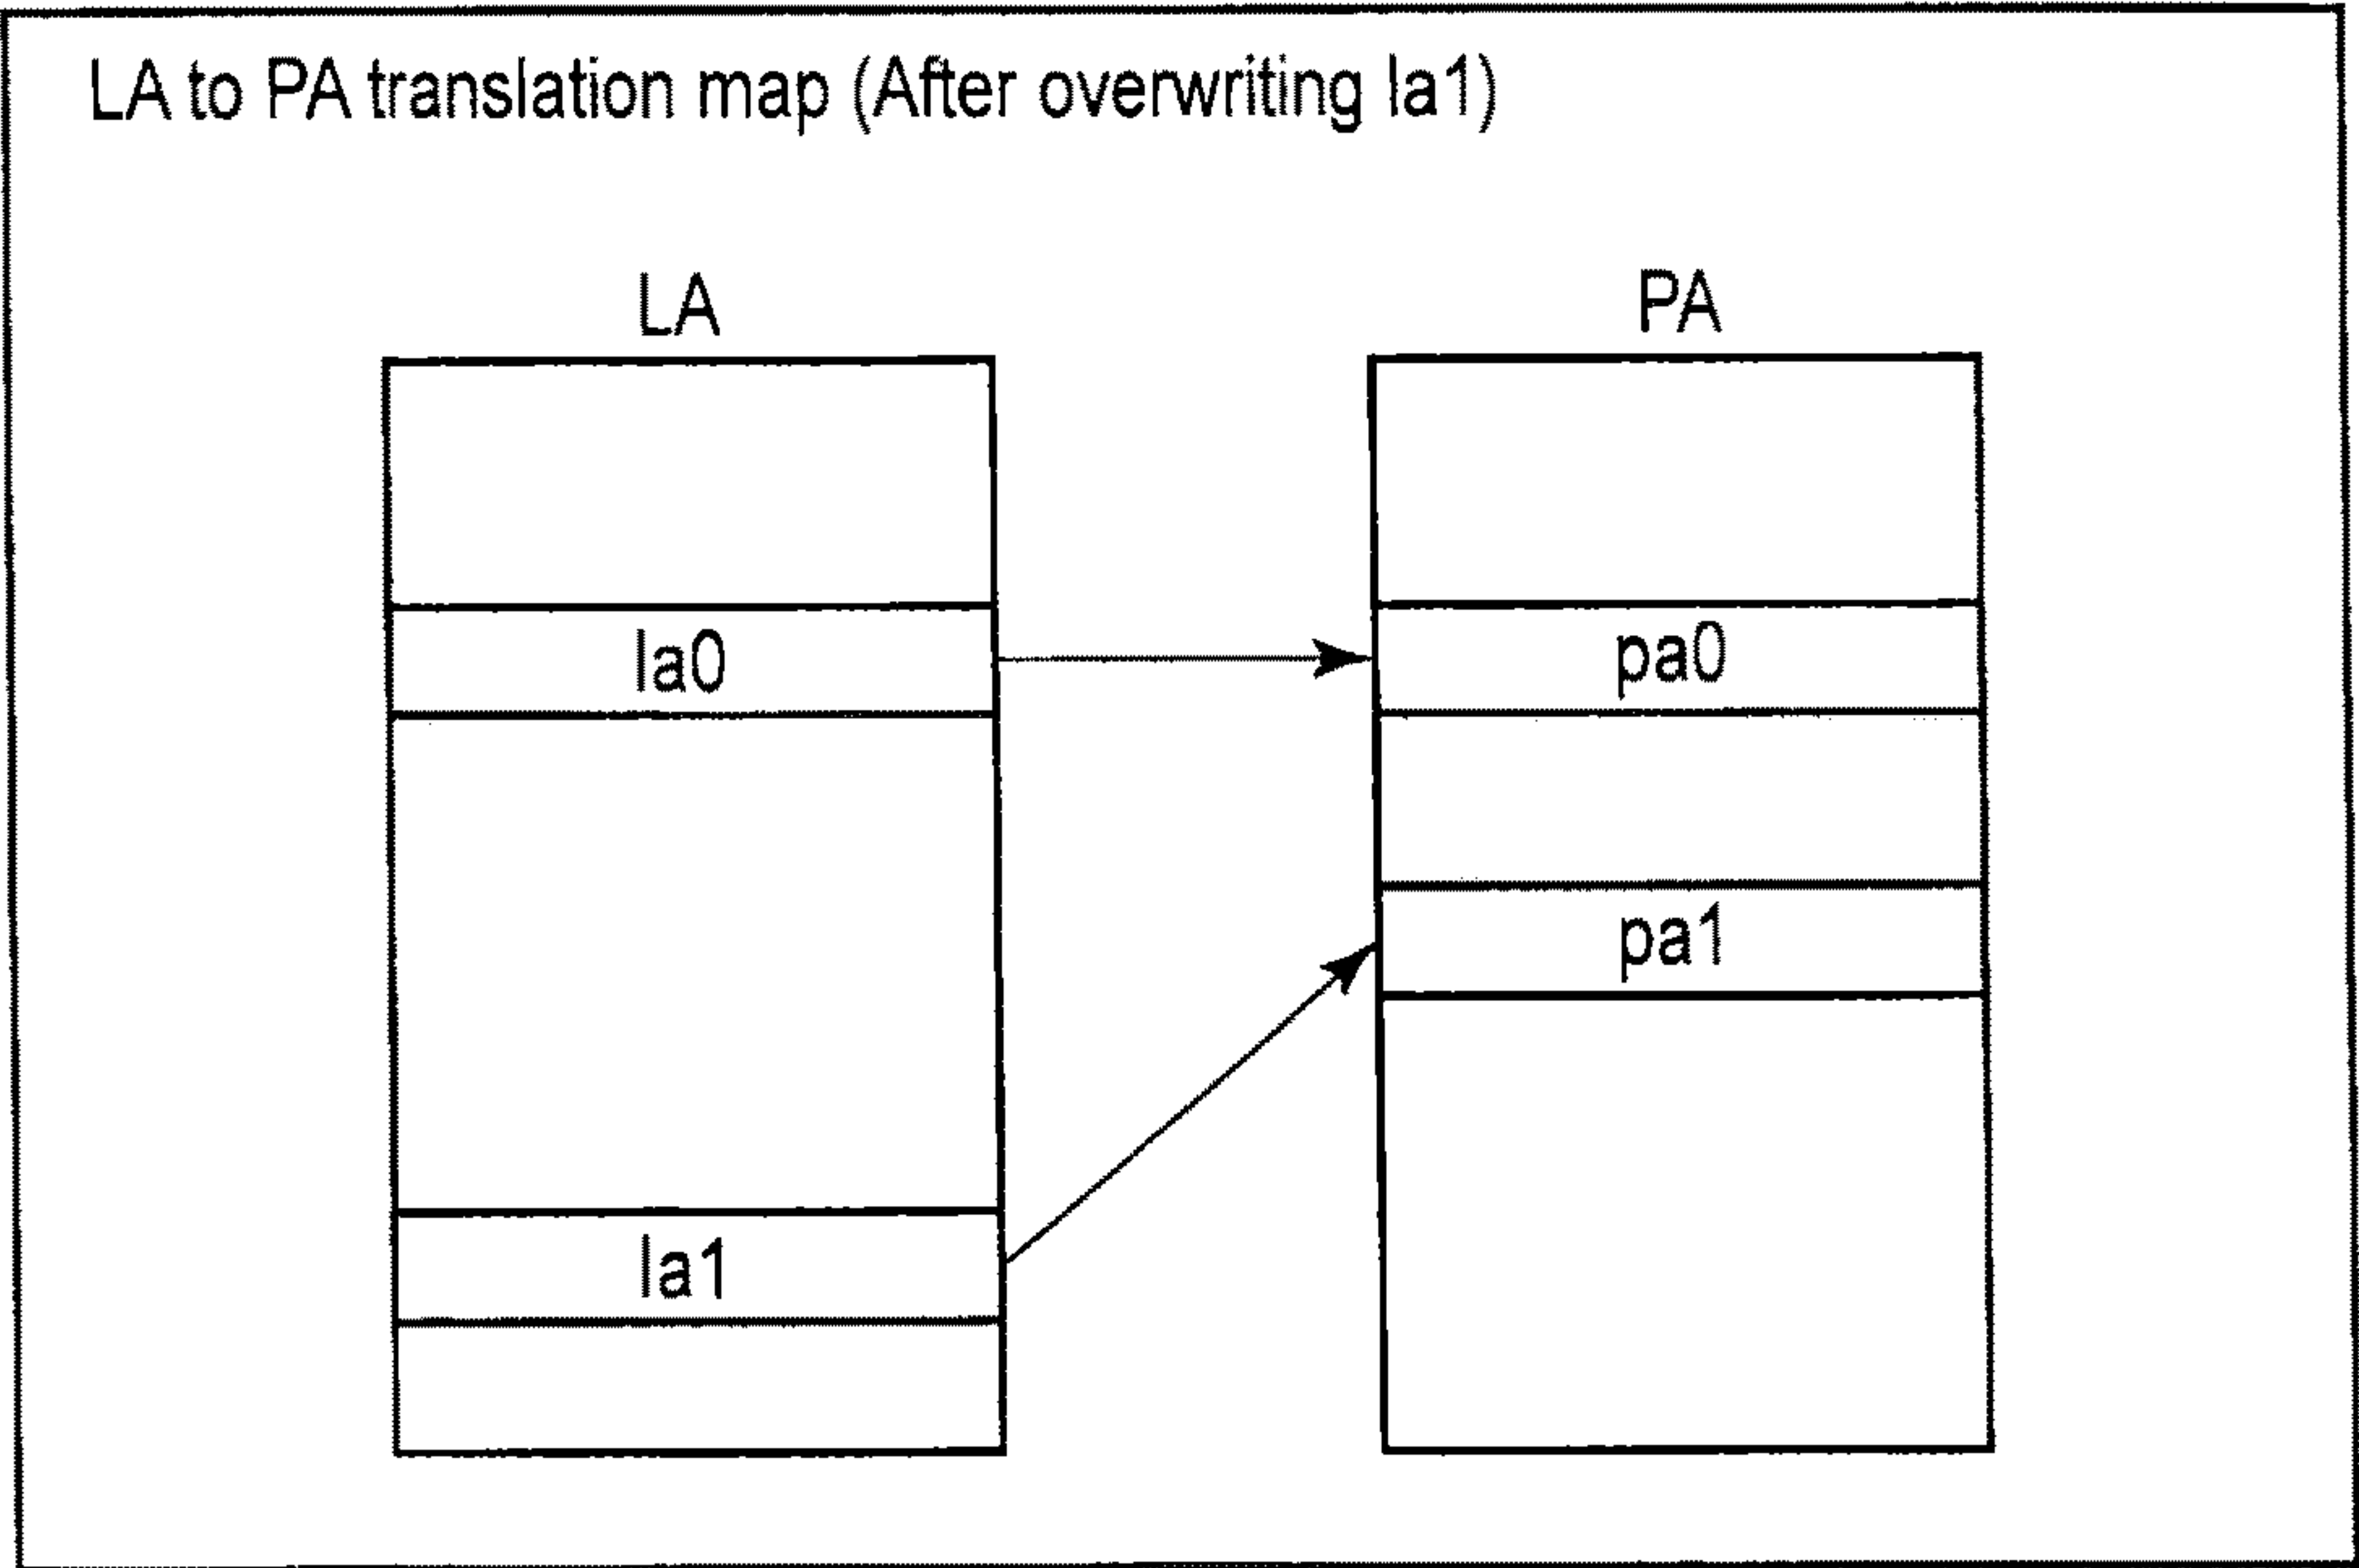 LA to PA translation map (After overwriting la1)
LA
PA
la0
pa0
pa1
la1